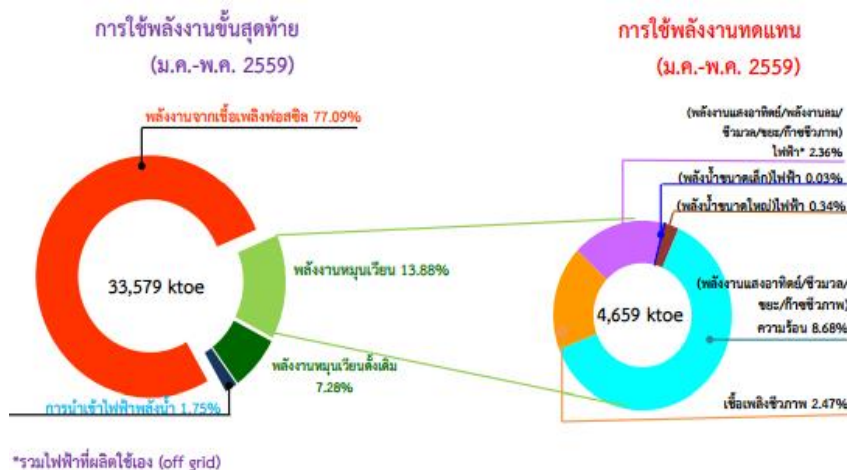 การใช้พลังงานขั้นสุดท้าย
(ม.ค.-พ.ค. 2559)
พลังงานจากเชื้อเพลิงฟอสซิล 77.09%
33,579 ktoe
พลังงานหมุนเวียน 13.88%
พลังงานหมุนเวียนดั้งเดิม
7.28%
การนำเข้าไฟฟ้าพลังน้ำ 1.75%
*รวมไฟฟ้าที่ผลิตใช้เอง (off grid)
การใช้พลังงานทดแทน
(ม.ค.-พ.ค. 2559)
(พลังงานแสงอาทิตย์/พลังงานลม/
ชีวมวล/ขยะ/ก๊าซชีวภาพ)
ไฟฟ้า* 2.36%
(พลังน้ำขนาดเล็ก)ไฟฟ้า 0.03%
(พลังน้ำขนาดใหญ่)ไฟฟ้า 0.34%
4,659 ktoe
(พลังงานแสงอาทิตย์/ชีวมวล/
ขยะ/ก๊าซชีวภาพ)
ความร้อน 8.68%
เชื้อเพลิงชีวภาพ 2.47%